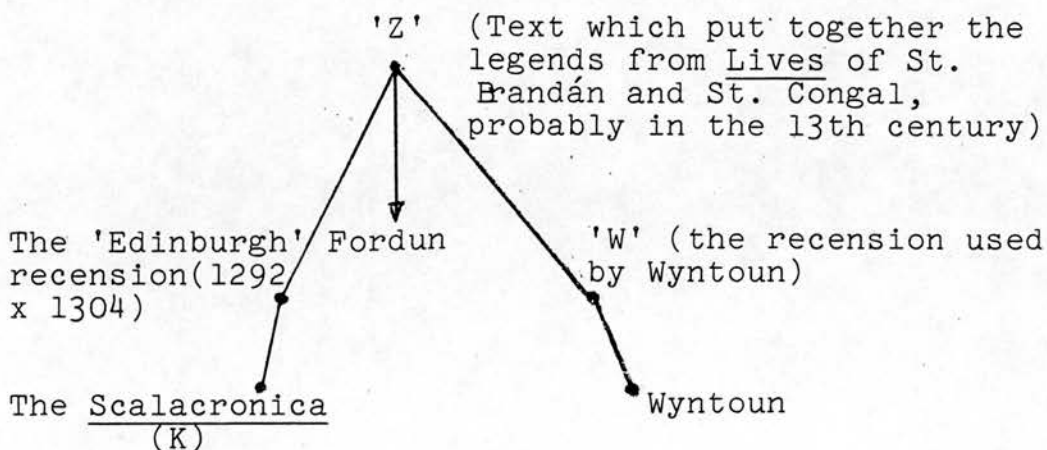 'Z' (Text which put together the
legends from Lives of St.
Brandán and St. Congal,
probably in the 13th century)
The 'Edinburgh'
recension(1292
x 1304)
Fordun
'W' (the recension used
by Wyntoun)
The Scalacronica
(K)
Wyntoun